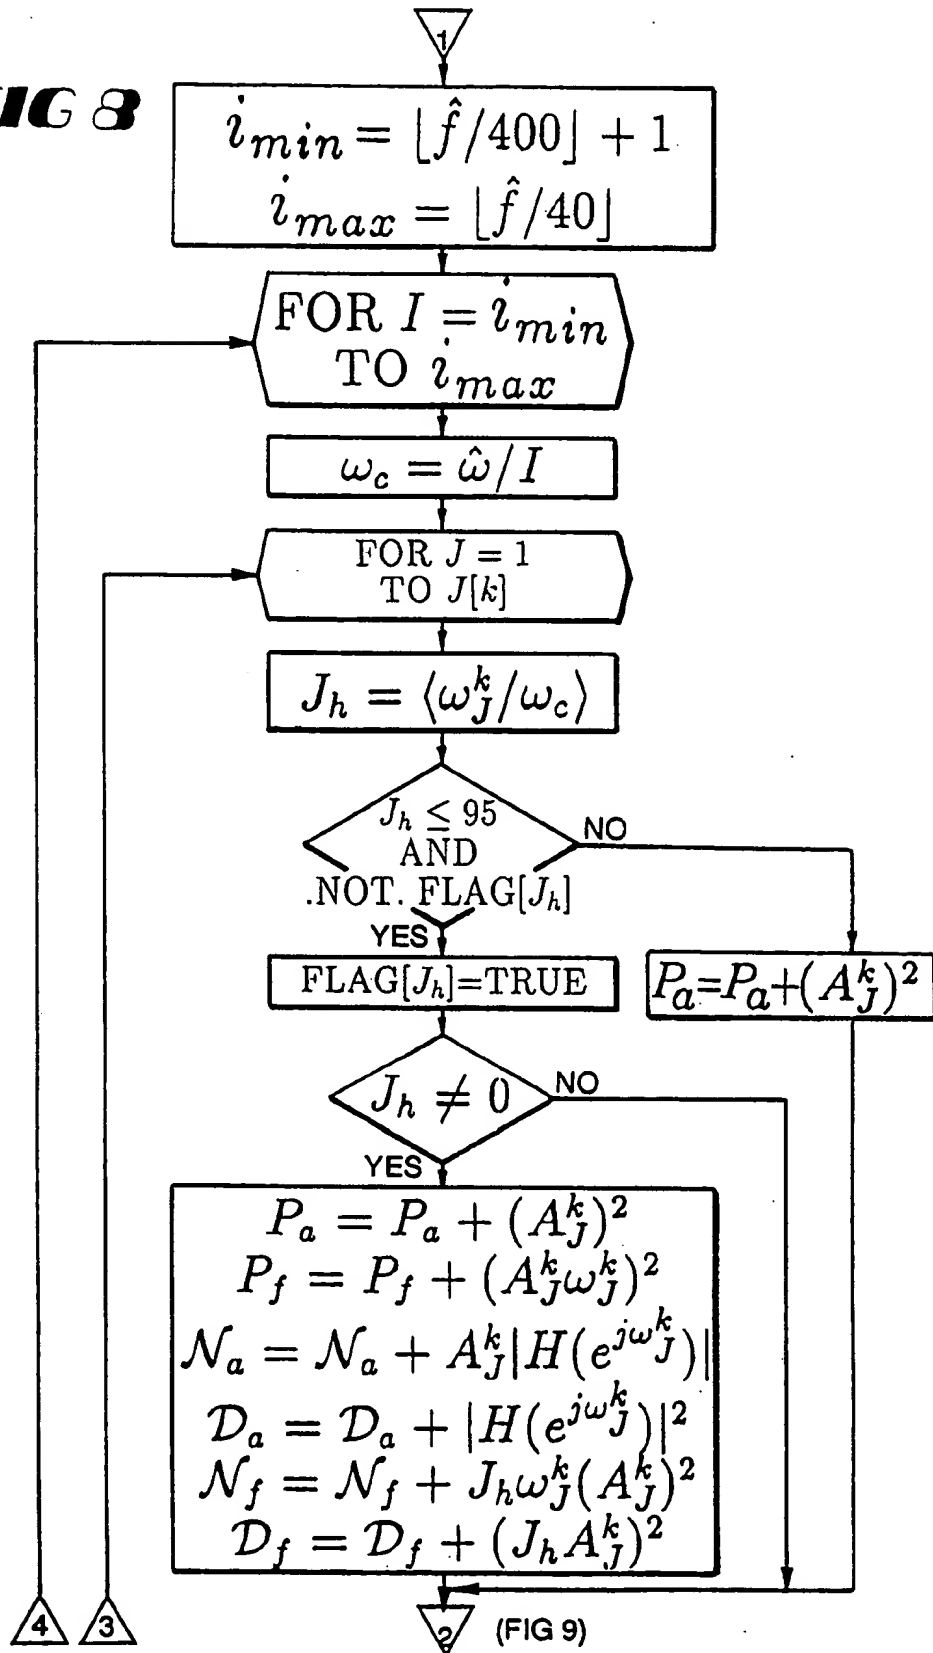 1
FIG 8
i_min = ⌊f̂/400⌋ + 1
i_max = ⌊f̂/40⌋
FOR I = i_min
TO i_max
ω_c = ω̂/I
FOR J = 1
TO J[k]
J_h = ⟨ω_J^k/ω_c⟩
J_h ≤ 95
AND
.NOT. FLAG[J_h]
NO
YES
FLAG[J_h]=TRUE
P_a=P_a+(A_J^k)^2
J_h ≠ 0
NO
YES
P_a = P_a + (A_J^k)^2
P_f = P_f + (A_J^k ω_J^k)^2
𝒩_a = 𝒩_a + A_J^k|H(e^{jω_J^k})|
𝒟_a = 𝒟_a + |H(e^{jω_J^k})|^2
𝒩_f = 𝒩_f + J_h ω_J^k (A_J^k)^2
𝒟_f = 𝒟_f + (J_h A_J^k)^2
4 3 2 (FIG 9)